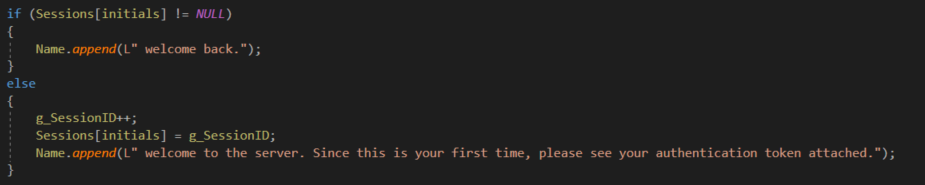 if (Sessions[initials] != NULL)
{
Name.append(L" welcome back.");
}
else
{
g_SessionID++;
Sessions[initials] = g_SessionID;
Name.append(L" welcome to the server. Since this is your first time, please see your authentication token attached.");
}